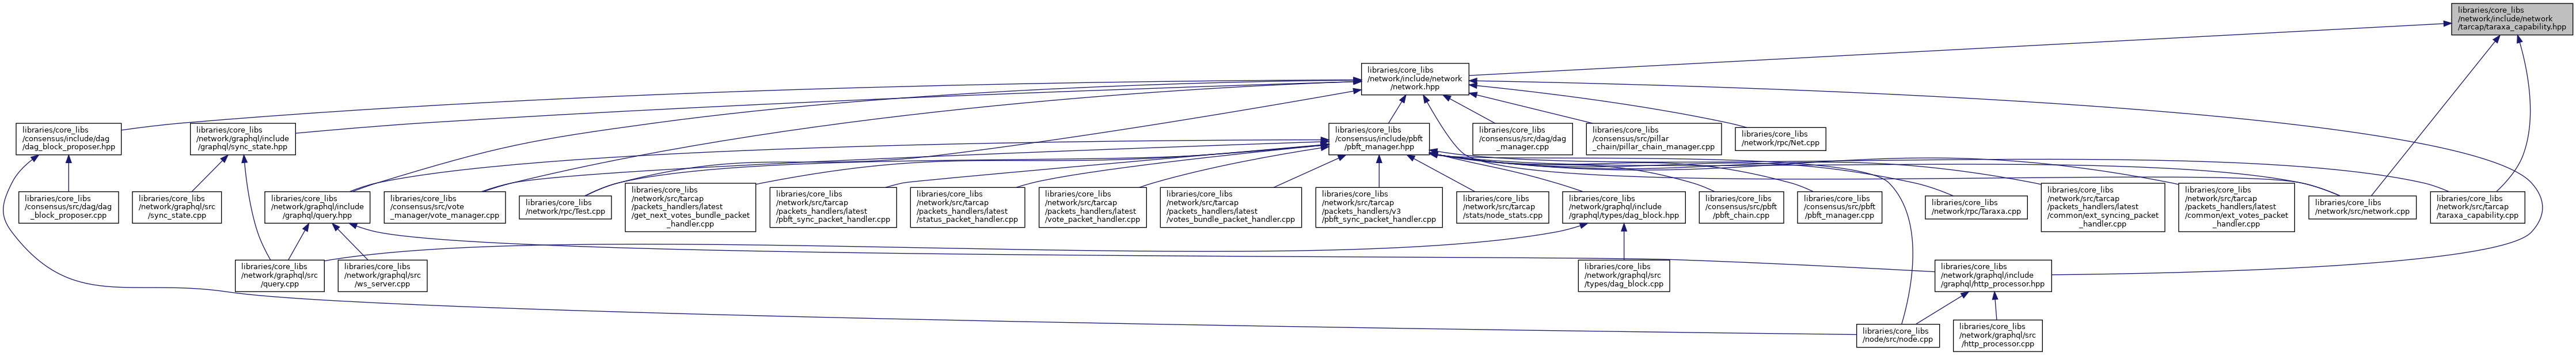 libraries/core_libs
/network/include/network
/tarcap/taraxa_capability.hpp
libraries/core_libs
/network/include/network
/network.hpp
libraries/core_libs
/consensus/include/dag
/dag_block_proposer.hpp
libraries/core_libs
/network/graphql/include
/graphql/sync_state.hpp
libraries/core_libs
/consensus/include/pbft
/pbft_manager.hpp
libraries/core_libs
/consensus/src/dag/dag
_manager.cpp
libraries/core_libs
/consensus/src/pillar
_chain/pillar_chain_manager.cpp
libraries/core_libs
/network/rpc/Net.cpp
libraries/core_libs
/consensus/src/dag/dag
_block_proposer.cpp
libraries/core_libs
/network/graphql/src
/sync_state.cpp
libraries/core_libs
/network/graphql/include
/graphql/query.hpp
libraries/core_libs
/consensus/src/vote
_manager/vote_manager.cpp
libraries/core_libs
/network/rpc/Test.cpp
libraries/core_libs
/network/src/tarcap
/packets_handlers/latest
/get_next_votes_bundle_packet
_handler.cpp
libraries/core_libs
/network/src/tarcap
/packets_handlers/latest
/pbft_sync_packet_handler.cpp
libraries/core_libs
/network/src/tarcap
/packets_handlers/latest
/status_packet_handler.cpp
libraries/core_libs
/network/src/tarcap
/packets_handlers/latest
/vote_packet_handler.cpp
libraries/core_libs
/network/src/tarcap
/packets_handlers/latest
/votes_bundle_packet_handler.cpp
libraries/core_libs
/network/src/tarcap
/packets_handlers/v3
/pbft_sync_packet_handler.cpp
libraries/core_libs
/network/src/tarcap
/stats/node_stats.cpp
libraries/core_libs
/network/graphql/include
/graphql/types/dag_block.hpp
libraries/core_libs
/consensus/src/pbft
/pbft_chain.cpp
libraries/core_libs
/consensus/src/pbft
/pbft_manager.cpp
libraries/core_libs
/network/rpc/Taraxa.cpp
libraries/core_libs
/network/src/tarcap
/packets_handlers/latest
/common/ext_syncing_packet
_handler.cpp
libraries/core_libs
/network/src/tarcap
/packets_handlers/latest
/common/ext_votes_packet
_handler.cpp
libraries/core_libs
/network/src/network.cpp
libraries/core_libs
/network/src/tarcap
/taraxa_capability.cpp
libraries/core_libs
/network/graphql/src
/query.cpp
libraries/core_libs
/network/graphql/src
/ws_server.cpp
libraries/core_libs
/network/graphql/src
/types/dag_block.cpp
libraries/core_libs
/network/graphql/include
/graphql/http_processor.hpp
libraries/core_libs
/node/src/node.cpp
libraries/core_libs
/network/graphql/src
/http_processor.cpp